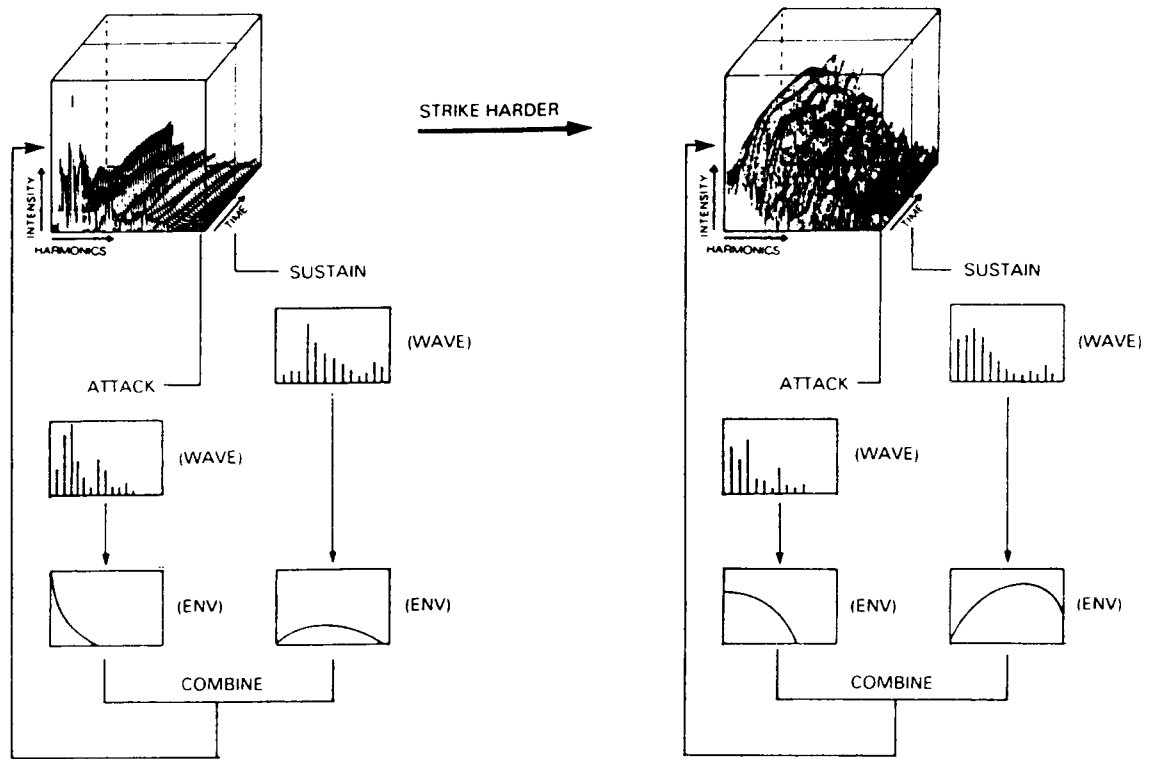 STRIKE HARDER
INTENSITY
TIME
HARMONICS
SUSTAIN
(WAVE)
ATTACK
(WAVE)
(ENV)
(ENV)
COMBINE
INTENSITY
TIME
HARMONICS
SUSTAIN
(WAVE)
ATTACK
(WAVE)
(ENV)
(ENV)
COMBINE